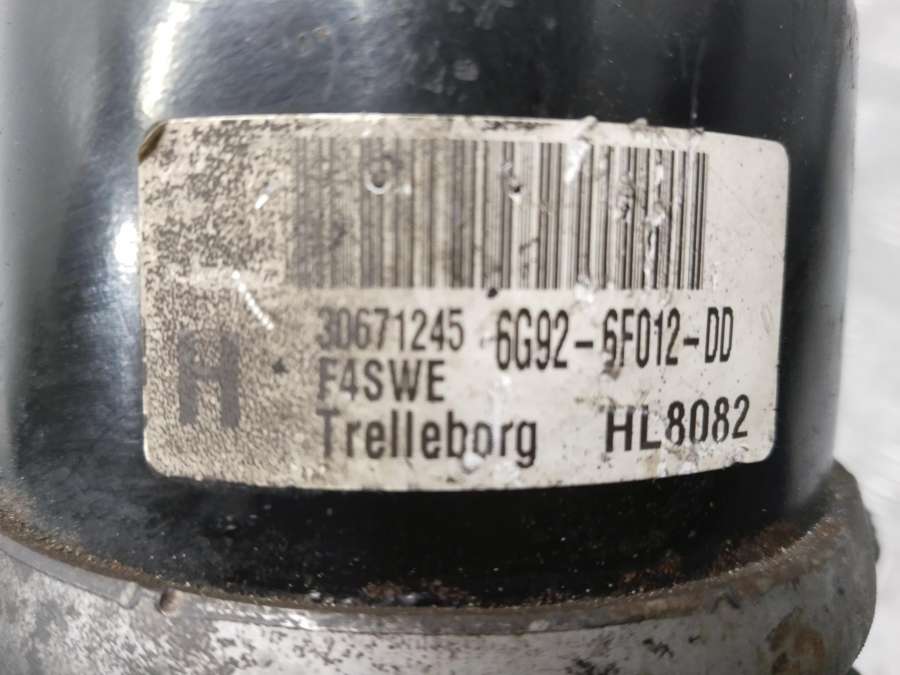 30671245 6G92-6F012-DD
F4SWE
A
Trelleborg HL8082